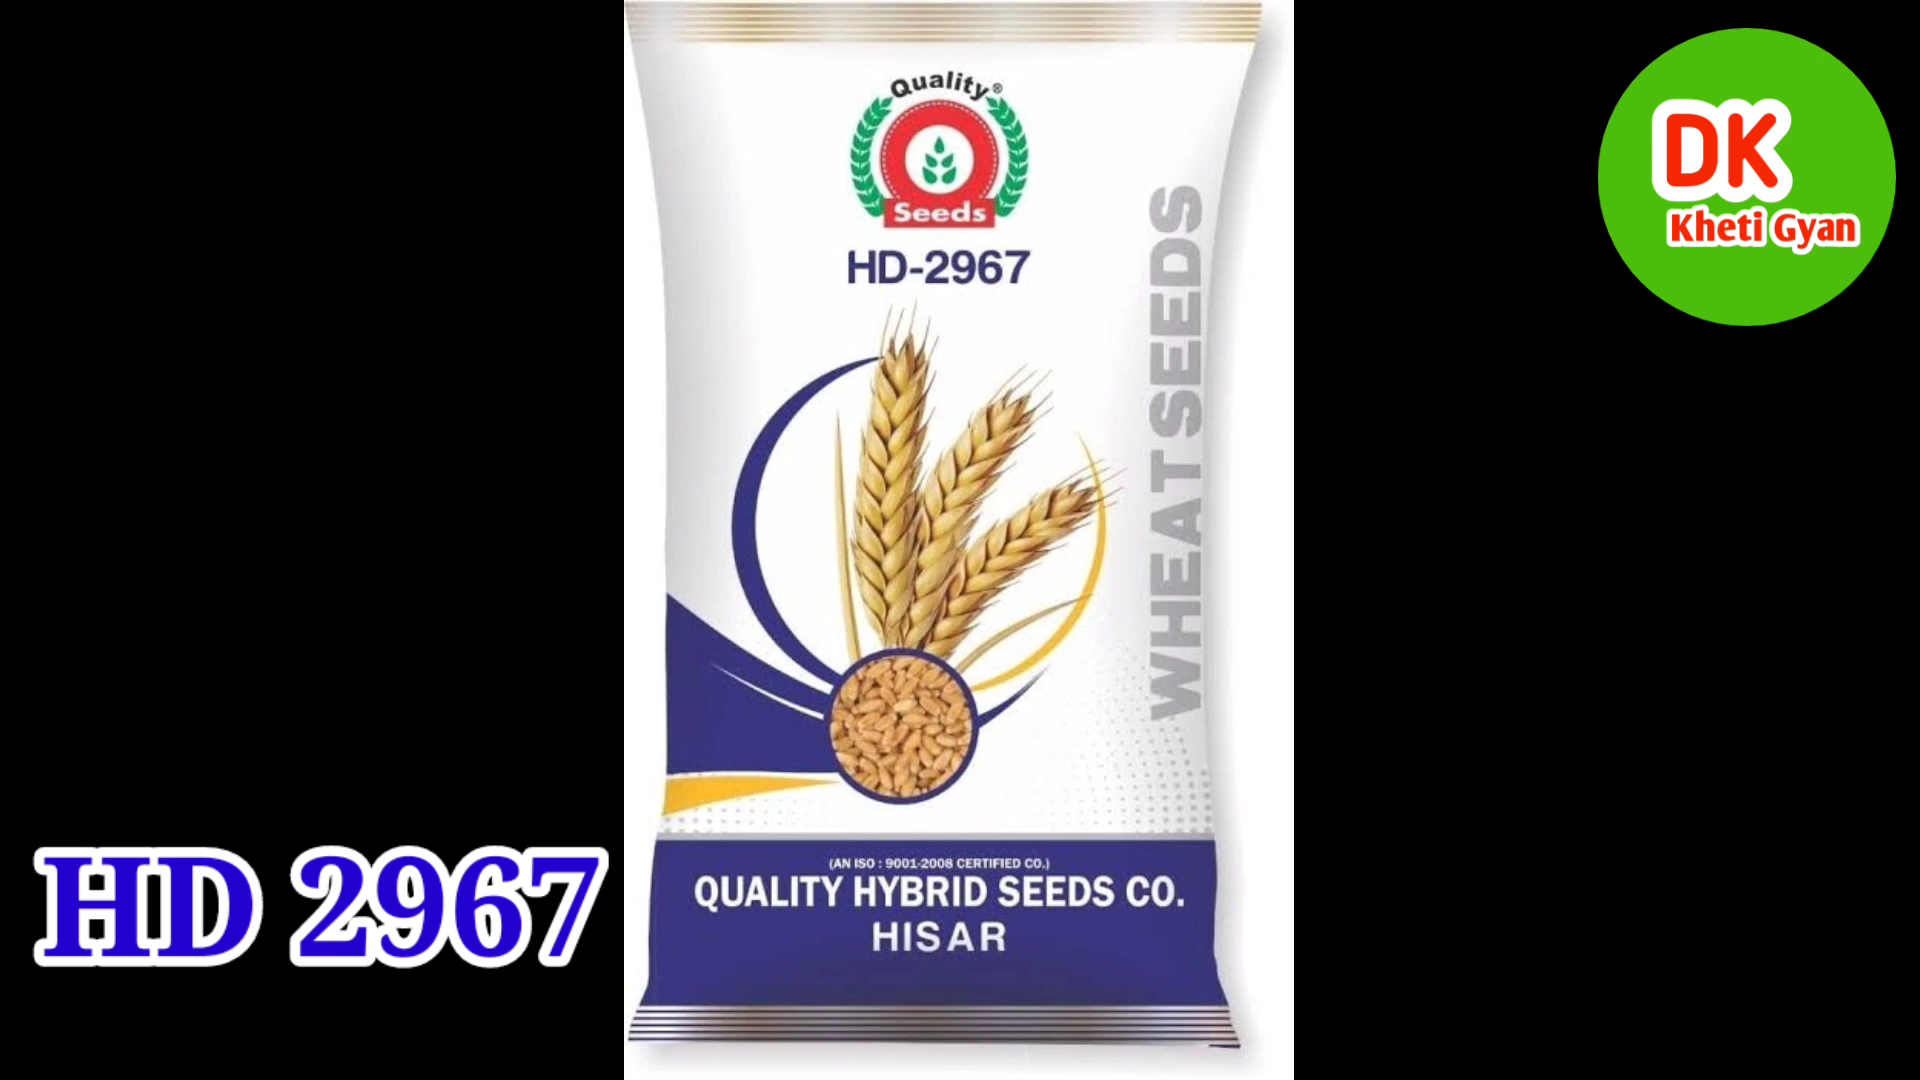 Quality®
Seeds
HD-2967
WHEAT SEEDS
(AN ISO : 9001-2008 CERTIFIED CO.)
QUALITY HYBRID SEEDS CO.
HISAR
HD 2967
DK
Kheti Gyan